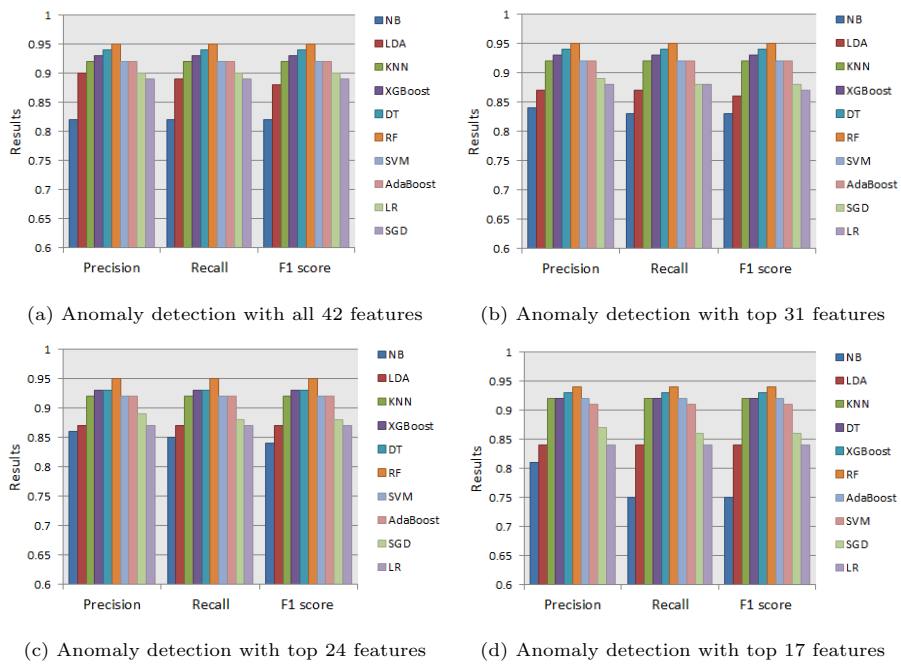 1
0.95
0.9
0.85
0.8
0.75
0.7
0.65
0.6
Results
Precision
Recall
F1 score
NB
LDA
KNN
XGBoost
DT
RF
SVM
AdaBoost
LR
SGD
(a) Anomaly detection with all 42 features
1
0.95
0.9
0.85
0.8
0.75
0.7
0.65
0.6
Results
Precision
Recall
F1 score
NB
LDA
KNN
XGBoost
DT
RF
SVM
AdaBoost
SGD
LR
(b) Anomaly detection with top 31 features
1
0.95
0.9
0.85
0.8
0.75
0.7
0.65
0.6
Results
Precision
Recall
F1 score
NB
LDA
KNN
XGBoost
DT
RF
SVM
AdaBoost
SGD
LR
(c) Anomaly detection with top 24 features
1
0.95
0.9
0.85
0.8
0.75
0.7
0.65
0.6
Results
Precision
Recall
F1 score
NB
LDA
KNN
DT
XGBoost
RF
AdaBoost
SVM
SGD
LR
(d) Anomaly detection with top 17 features